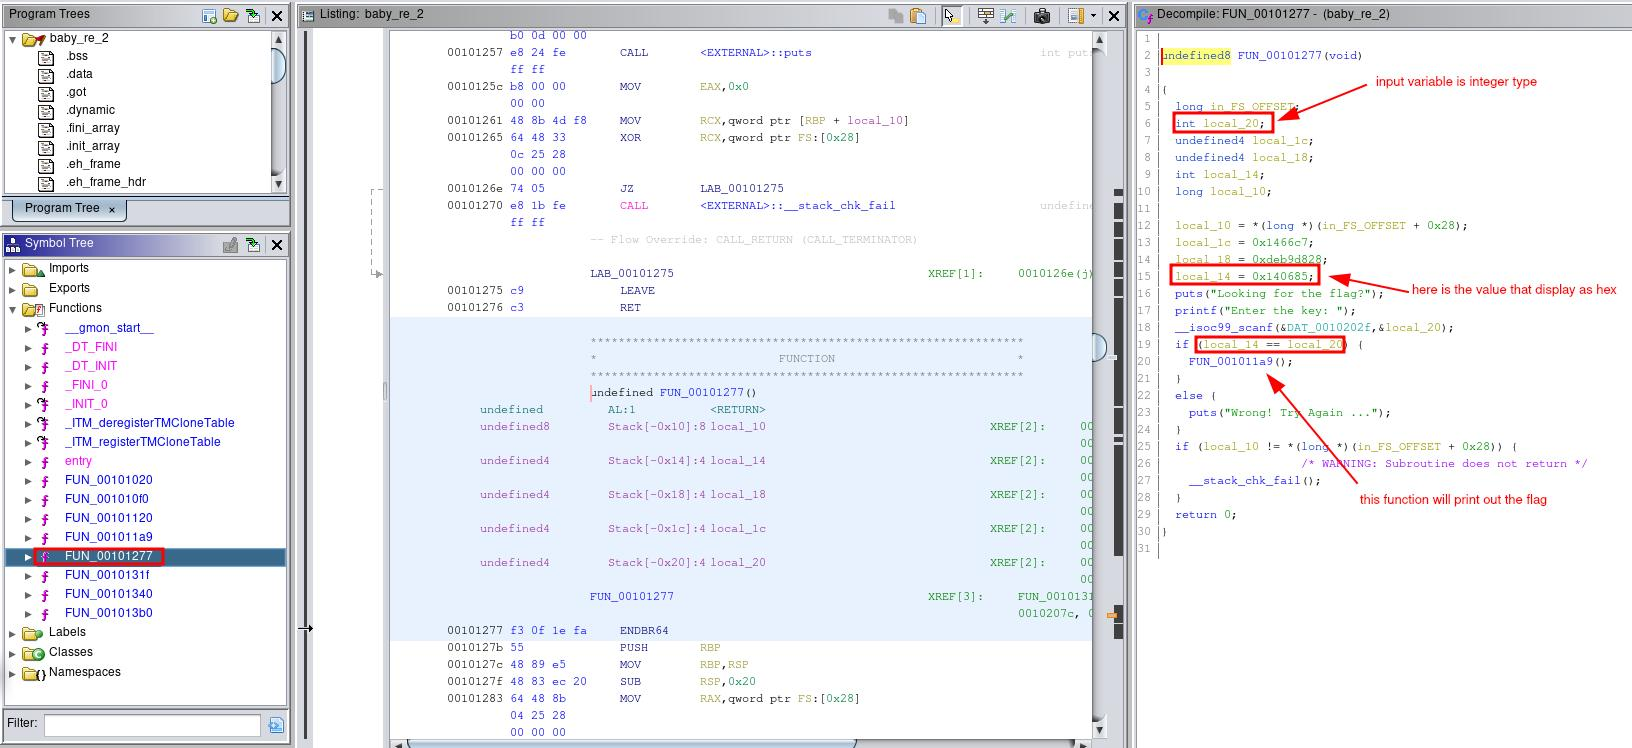 Program Trees
baby_re_2
.bss
.data
.got
.dynamic
.fini_array
.init_array
.eh_frame
.eh_frame_hdr
Program Tree ×
Symbol Tree
Imports
Exports
Functions
__gmon_start__
_DT_FINI
_DT_INIT
_FINI_0
_INIT_0
_ITM_deregisterTMCloneTable
_ITM_registerTMCloneTable
entry
FUN_00101020
FUN_001010f0
FUN_00101120
FUN_001011a9
FUN_00101277
FUN_0010131f
FUN_00101340
FUN_001013b0
Labels
Classes
Namespaces
Filter:
Listing: baby_re_2
b0 0d 00 00
00101257 e8 24 fe CALL <EXTERNAL>::puts int put
ff ff
0010125c b8 00 00 MOV EAX,0x0
00 00
00101261 48 8b 4d f8 MOV RCX,qword ptr [RBP + local_10]
00101265 64 48 33 XOR RCX,qword ptr FS:[0x28]
0c 25 28
00 00 00
0010126e 74 05 JZ LAB_00101275
00101270 e8 1b fe CALL <EXTERNAL>::__stack_chk_fail undefine
ff ff
-- Flow Override: CALL_RETURN (CALL_TERMINATOR)
LAB_00101275 XREF[1]: 0010126e(j)
00101275 c9 LEAVE
00101276 c3 RET
**************************************************************
* FUNCTION *
**************************************************************
undefined FUN_00101277()
undefined AL:1 <RETURN>
undefined8 Stack[-0x10]:8 local_10 XREF[2]: 00
00
undefined4 Stack[-0x14]:4 local_14 XREF[2]: 00
00
undefined4 Stack[-0x18]:4 local_18 XREF[2]: 00
00
undefined4 Stack[-0x1c]:4 local_1c XREF[2]: 00
00
undefined4 Stack[-0x20]:4 local_20 XREF[2]: 00
00
FUN_00101277 XREF[3]: FUN_0010131
0010207c,
00101277 f3 0f 1e fa ENDBR64
0010127b 55 PUSH RBP
0010127c 48 89 e5 MOV RBP,RSP
0010127f 48 83 ec 20 SUB RSP,0x20
00101283 64 48 8b MOV RAX,qword ptr FS:[0x28]
04 25 28
00 00 00
Decompile: FUN_00101277 - (baby_re_2)
1
2 undefined8 FUN_00101277(void)
3
4 {
5 long in_FS_OFFSET;
6 int local_20;
7 undefined4 local_1c;
8 undefined4 local_18;
9 int local_14;
10 long local_10;
11
12 local_10 = *(long *)(in_FS_OFFSET + 0x28);
13 local_1c = 0x1466c7;
14 local_18 = 0xdeb9d828;
15 local_14 = 0x140685;
16 puts("Looking for the flag?");
17 printf("Enter the key: ");
18 __isoc99_scanf(&DAT_0010202f,&local_20);
19 if (local_14 == local_20) {
20 FUN_001011a9();
21 }
22 else {
23 puts("Wrong! Try Again ...");
24 }
25 if (local_10 != *(long *)(in_FS_OFFSET + 0x28)) {
26 /* WARNING: Subroutine does not return */
27 __stack_chk_fail();
28 }
29 return 0;
30 }
31
input variable is integer type
here is the value that display as hex
this function will print out the flag